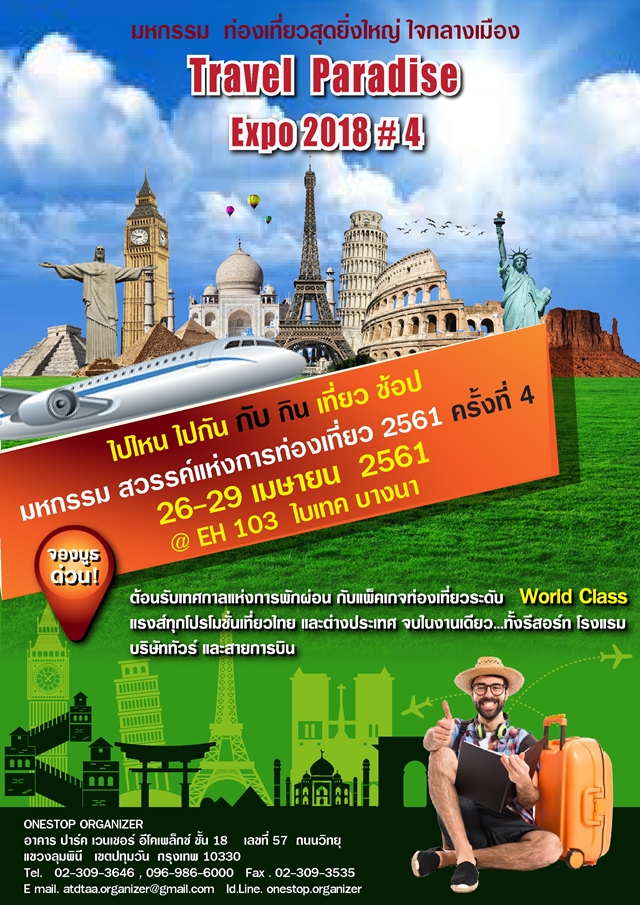 มหกรรม ท่องเที่ยวสุดยิ่งใหญ่ ใจกลางเมือง
Travel Paradise
Expo 2018 # 4
ไปไหน ไปกัน กับ กิน เที่ยว ช้อป
มหกรรม สวรรค์แห่งการท่องเที่ยว 2561 ครั้งที่ 4
26-29 เมษายน 2561
@ EH 103 ไบเทค บางนา
จองบูธ
ด่วน!
ต้อนรับเทศกาลแห่งการพักผ่อน กับแพ็คเกจท่องเที่ยวระดับ World Class
แรงส์ทุกโปรโมชั่นเที่ยวไทย และต่างประเทศ จบในงานเดียว...ทั้งรีสอร์ท โรงแรม
บริษัททัวร์ และสายการบิน
ONESTOP ORGANIZER
อาคาร ปาร์ค เวนเชอร์ อีโคเพล็กซ์ ชั้น 18 เลขที่ 57 ถนนวิทยุ
แขวงลุมพินี เขตปทุมวัน กรุงเทพ 10330
Tel. 02-309-3646 , 096-986-6000 Fax . 02-309-3535
E mail. atdtaa.organizer@gmail.com Id.Line. onestop.organizer